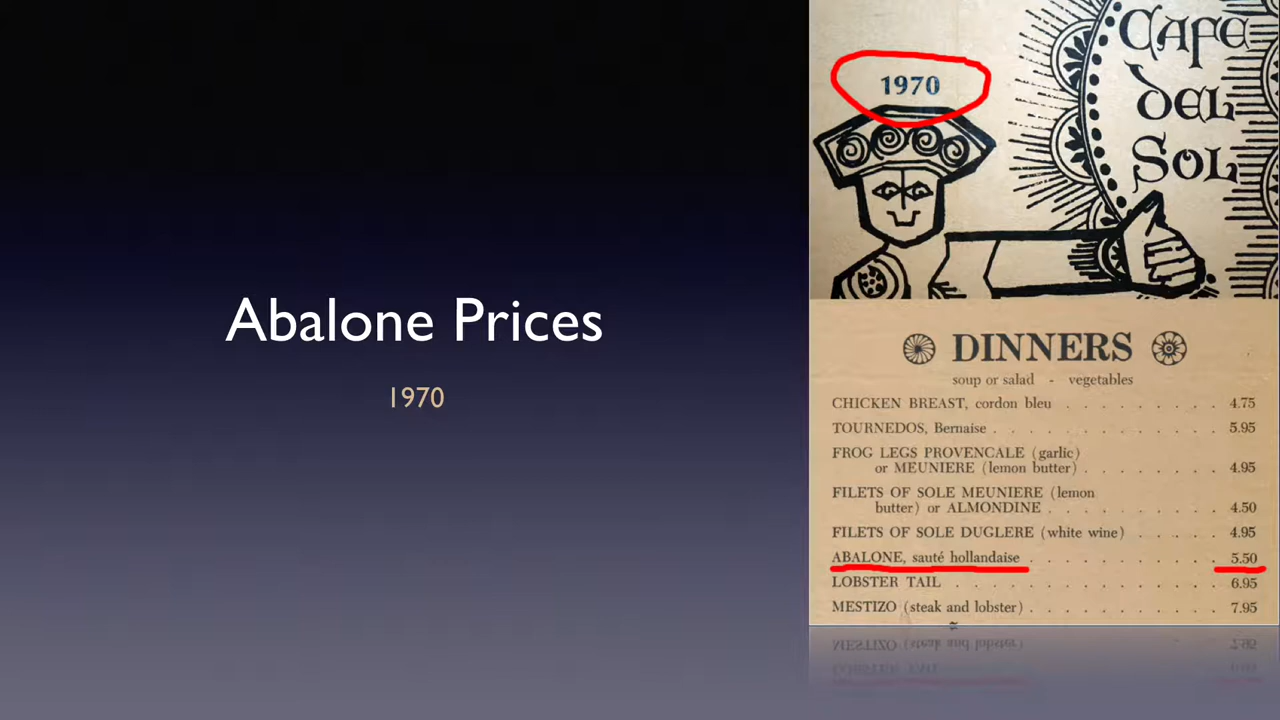 Abalone Prices
1970
1970
CAFE
DEL
SOL
DINNERS
soup or salad - vegetables
CHICKEN BREAST, cordon bleu . . . . . . . . 4.75
TOURNEDOS, Bernaise . . . . . . . . . . . 5.95
FROG LEGS PROVENCALE (garlic)
or MEUNIERE (lemon butter) . . . . . . . 4.95
FILETS OF SOLE MEUNIERE (lemon
butter) or ALMONDINE . . . . . . . . . 4.50
FILETS OF SOLE DUGLERE (white wine) . . . . . 4.95
ABALONE, sauté hollandaise . . . . . . . . . . 5.50
LOBSTER TAIL . . . . . . . . . . . . . 6.95
MESTIZO (steak and lobster) . . . . . . . . . . 7.95